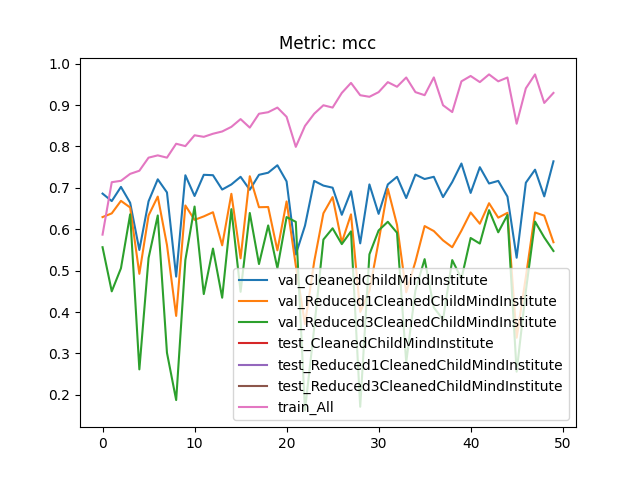 Metric: mcc
1.0
0.9
0.8
0.7
0.6
0.5
0.4
0.3
0.2
val_CleanedChildMindInstitute
val_Reduced1CleanedChildMindInstitute
val_Reduced3CleanedChildMindInstitute
test_CleanedChildMindInstitute
test_Reduced1CleanedChildMindInstitute
test_Reduced3CleanedChildMindInstitute
train_All
0 10 20 30 40 50